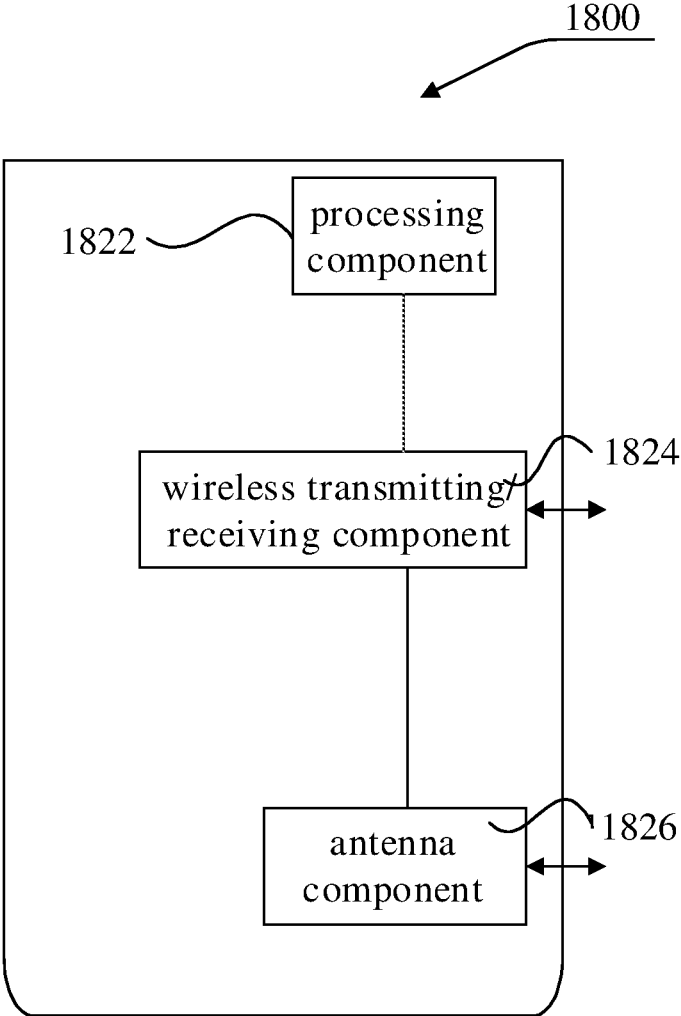 1800
processing
component
1822
1824
wireless transmitting/
receiving component
1826
antenna
component